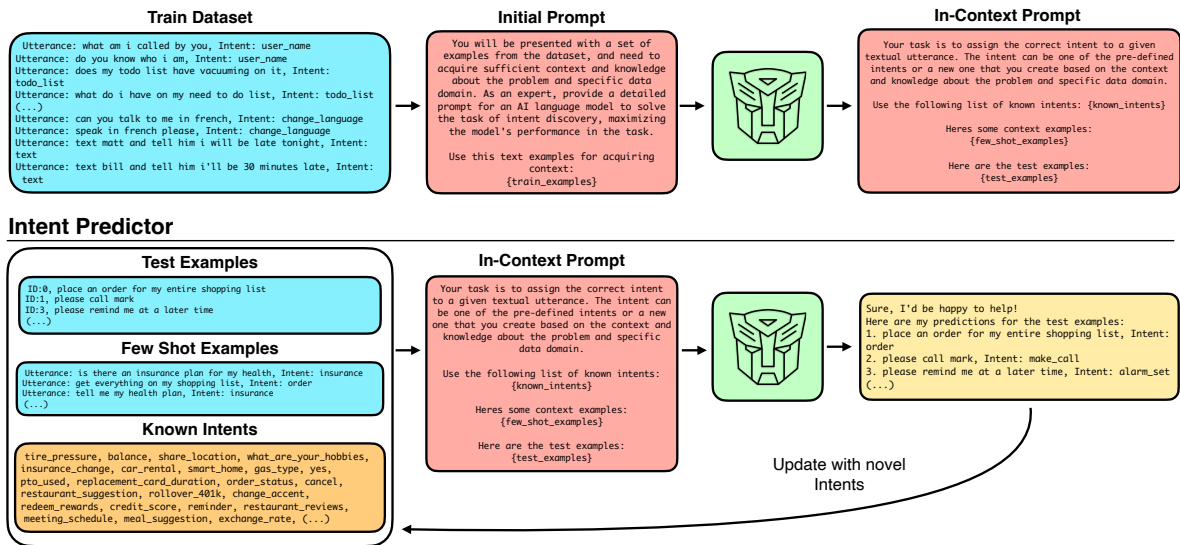 Train Dataset
Utterance: what am i called by you, Intent: user_name
Utterance: do you know who i am, Intent: user_name
Utterance: does my todo list have vacuuming on it, Intent:
todo_list
Utterance: what do i have on my need to do list, Intent: todo_list
(...)
Utterance: can you talk to me in french, Intent: change_language
Utterance: speak in french please, Intent: change_language
Utterance: text matt and tell him i will be late tonight, Intent:
text
Utterance: text bill and tell him i'll be 30 minutes late, Intent:
text
Initial Prompt
You will be presented with a set of
examples from the dataset, and need to
acquire sufficient context and knowledge
about the problem and specific data
domain. As an expert, provide a detailed
prompt for an AI language model to solve
the task of intent discovery, maximizing
the model's performance in the task.
Use this text examples for acquiring
context:
{train_examples}
In-Context Prompt
Your task is to assign the correct intent to a given
textual utterance. The intent can be one of the pre-defined
intents or a new one that you create based on the context
and knowledge about the problem and specific data domain.
Use the following list of known intents: {known_intents}
Heres some context examples:
{few_shot_examples}
Here are the test examples:
{test_examples}
Intent Predictor
Test Examples
ID:0, place an order for my entire shopping list
ID:1, please call mark
ID:3, please remind me at a later time
(...)
Few Shot Examples
Utterance: is there an insurance plan for my health, Intent: insurance
Utterance: get everything on my shopping list, Intent: order
Utterance: tell me my health plan, Intent: insurance
(...)
Known Intents
tire_pressure, balance, share_location, what_are_your_hobbies,
insurance_change, car_rental, smart_home, gas_type, yes,
pto_used, replacement_card_duration, order_status, cancel,
restaurant_suggestion, rollover_401k, change_accent,
redeem_rewards, credit_score, reminder, restaurant_reviews,
meeting_schedule, meal_suggestion, exchange_rate, (...)
In-Context Prompt
Your task is to assign the correct intent
to a given textual utterance. The intent can
be one of the pre-defined intents or a new
one that you create based on the context and
knowledge about the problem and specific
data domain.
Use the following list of known intents:
{known_intents}
Heres some context examples:
{few_shot_examples}
Here are the test examples:
{test_examples}
Sure, I'd be happy to help!
Here are my predictions for the test examples:
1. place an order for my entire shopping list, Intent:
order
2. please call mark, Intent: make_call
3. please remind me at a later time, Intent: alarm_set
(...)
Update with novel
Intents